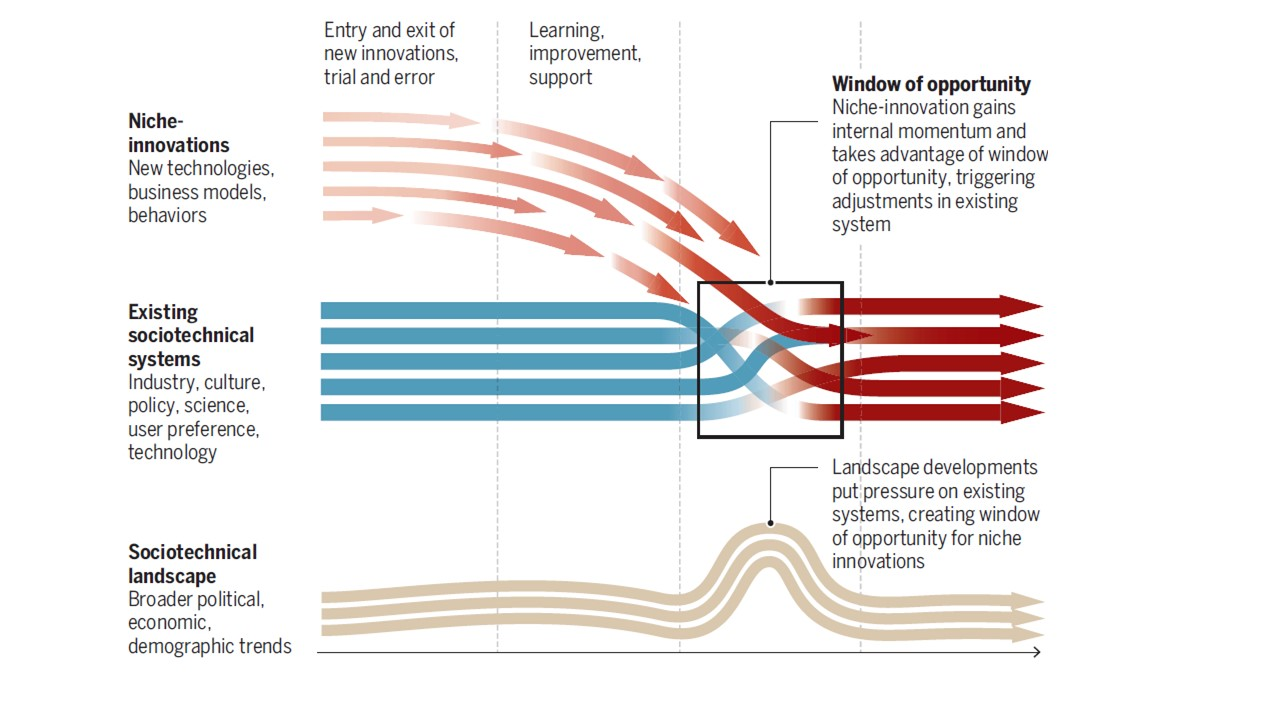 Entry and exit of
new innovations,
trial and error
Learning,
improvement,
support
Window of opportunity
Niche-innovation gains
internal momentum and
takes advantage of window
of opportunity, triggering
adjustments in existing
system
Niche-
innovations
New technologies,
business models,
behaviors
Existing
sociotechnical
systems
Industry, culture,
policy, science,
user preference,
technology
Landscape developments
put pressure on existing
systems, creating window
of opportunity for niche
innovations
Sociotechnical
landscape
Broader political,
economic,
demographic trends